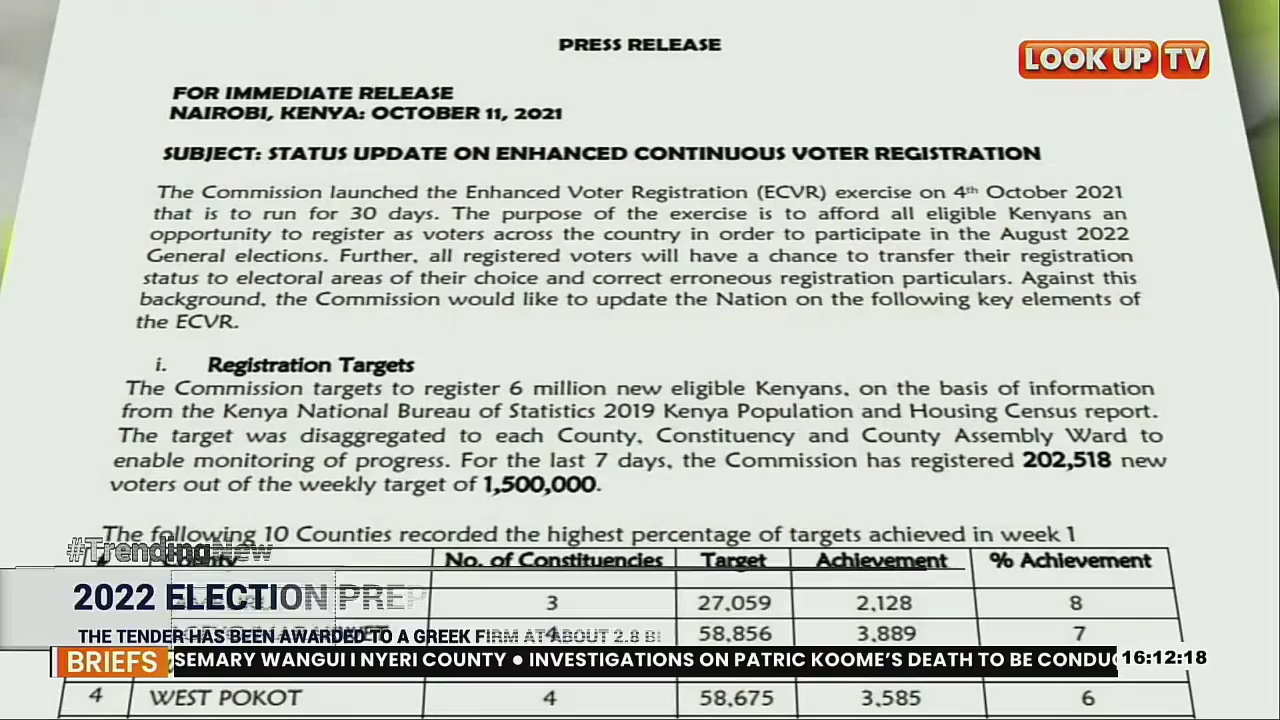 PRESS RELEASE
LOOK UP TV
FOR IMMEDIATE RELEASE
NAIROBI, KENYA: OCTOBER 11, 2021
SUBJECT: STATUS UPDATE ON ENHANCED CONTINUOUS VOTER REGISTRATION
The Commission launched the Enhanced Voter Registration (ECVR) exercise on 4th October 2021
that is to run for 30 days. The purpose of the exercise is to afford all eligible Kenyans an
opportunity to register as voters across the country in order to participate in the August 2022
General elections. Further, all registered voters will have a chance to transfer their registration
status to electoral areas of their choice and correct erroneous registration particulars. Against this
background, the Commission would like to update the Nation on the following key elements of
the ECVR.
i. Registration Targets
The Commission targets to register 6 million new eligible Kenyans, on the basis of information
from the Kenya National Bureau of Statistics 2019 Kenya Population and Housing Census report.
The target was disaggregated to each County, Constituency and County Assembly Ward to
enable monitoring of progress. For the last 7 days, the Commission has registered 202,518 new
voters out of the weekly target of 1,500,000.
The following 10 Counties recorded the highest percentage of targets achieved in week 1
#TrendingNow
No. of Constituencies Target Achievement % Achievement
2022 ELECTION PREP
3 27,059 2,128 8
THE TENDER HAS BEEN AWARDED TO A GREEK FIRM AT ABOUT 2.8 BI
4 58,856 3,889 7
BRIEFS SEMARY WANGUI I NYERI COUNTY ● INVESTIGATIONS ON PATRIC KOOME'S DEATH TO BE CONDUC 16:12:18
4 WEST POKOT 4 58,675 3,585 6